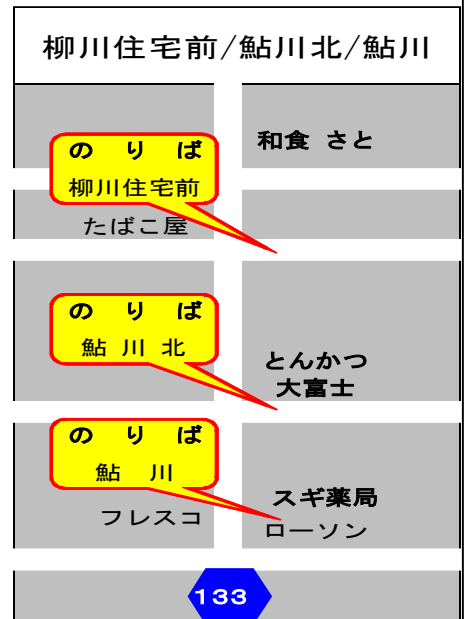 柳川住宅前/鮎川北/鮎川
和食 さと
のりば
柳川住宅前
たばこ屋
のりば
鮎川北
とんかつ
大富士
のりば
鮎川
スギ薬局
フレスコ
ローソン
133